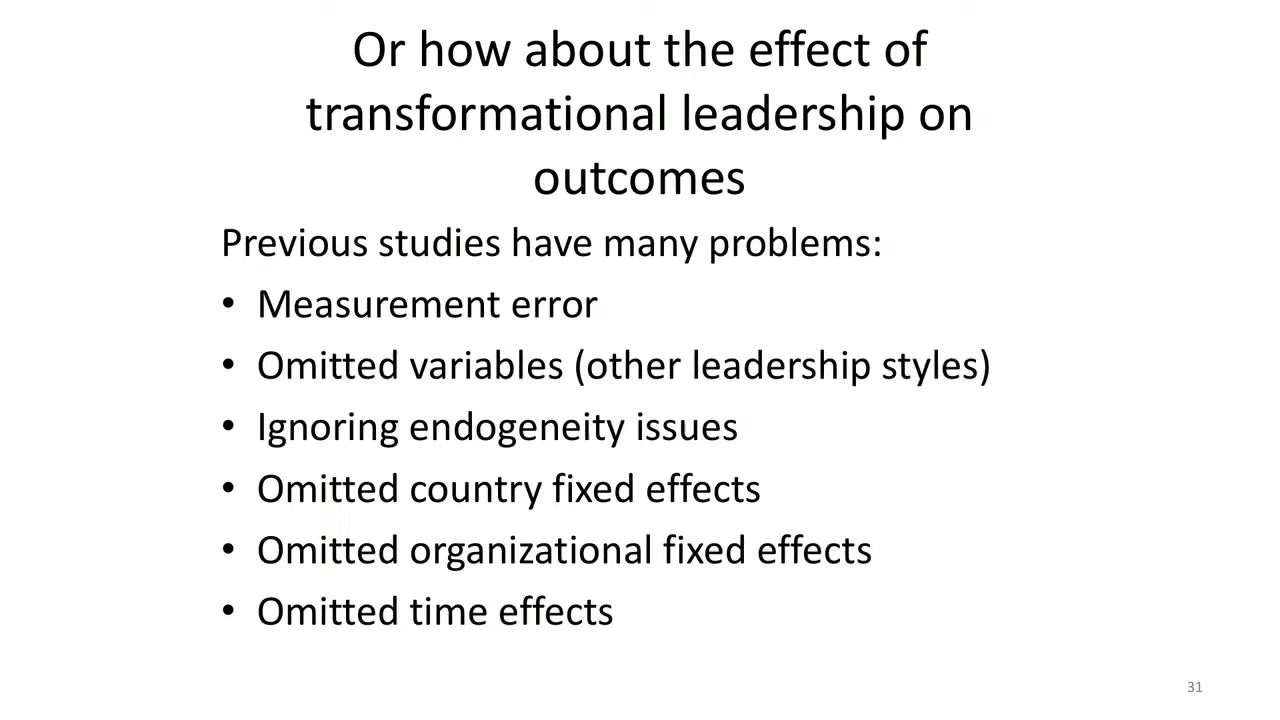 Or how about the effect of
transformational leadership on
outcomes
Previous studies have many problems:
• Measurement error
• Omitted variables (other leadership styles)
• Ignoring endogeneity issues
• Omitted country fixed effects
• Omitted organizational fixed effects
• Omitted time effects
31